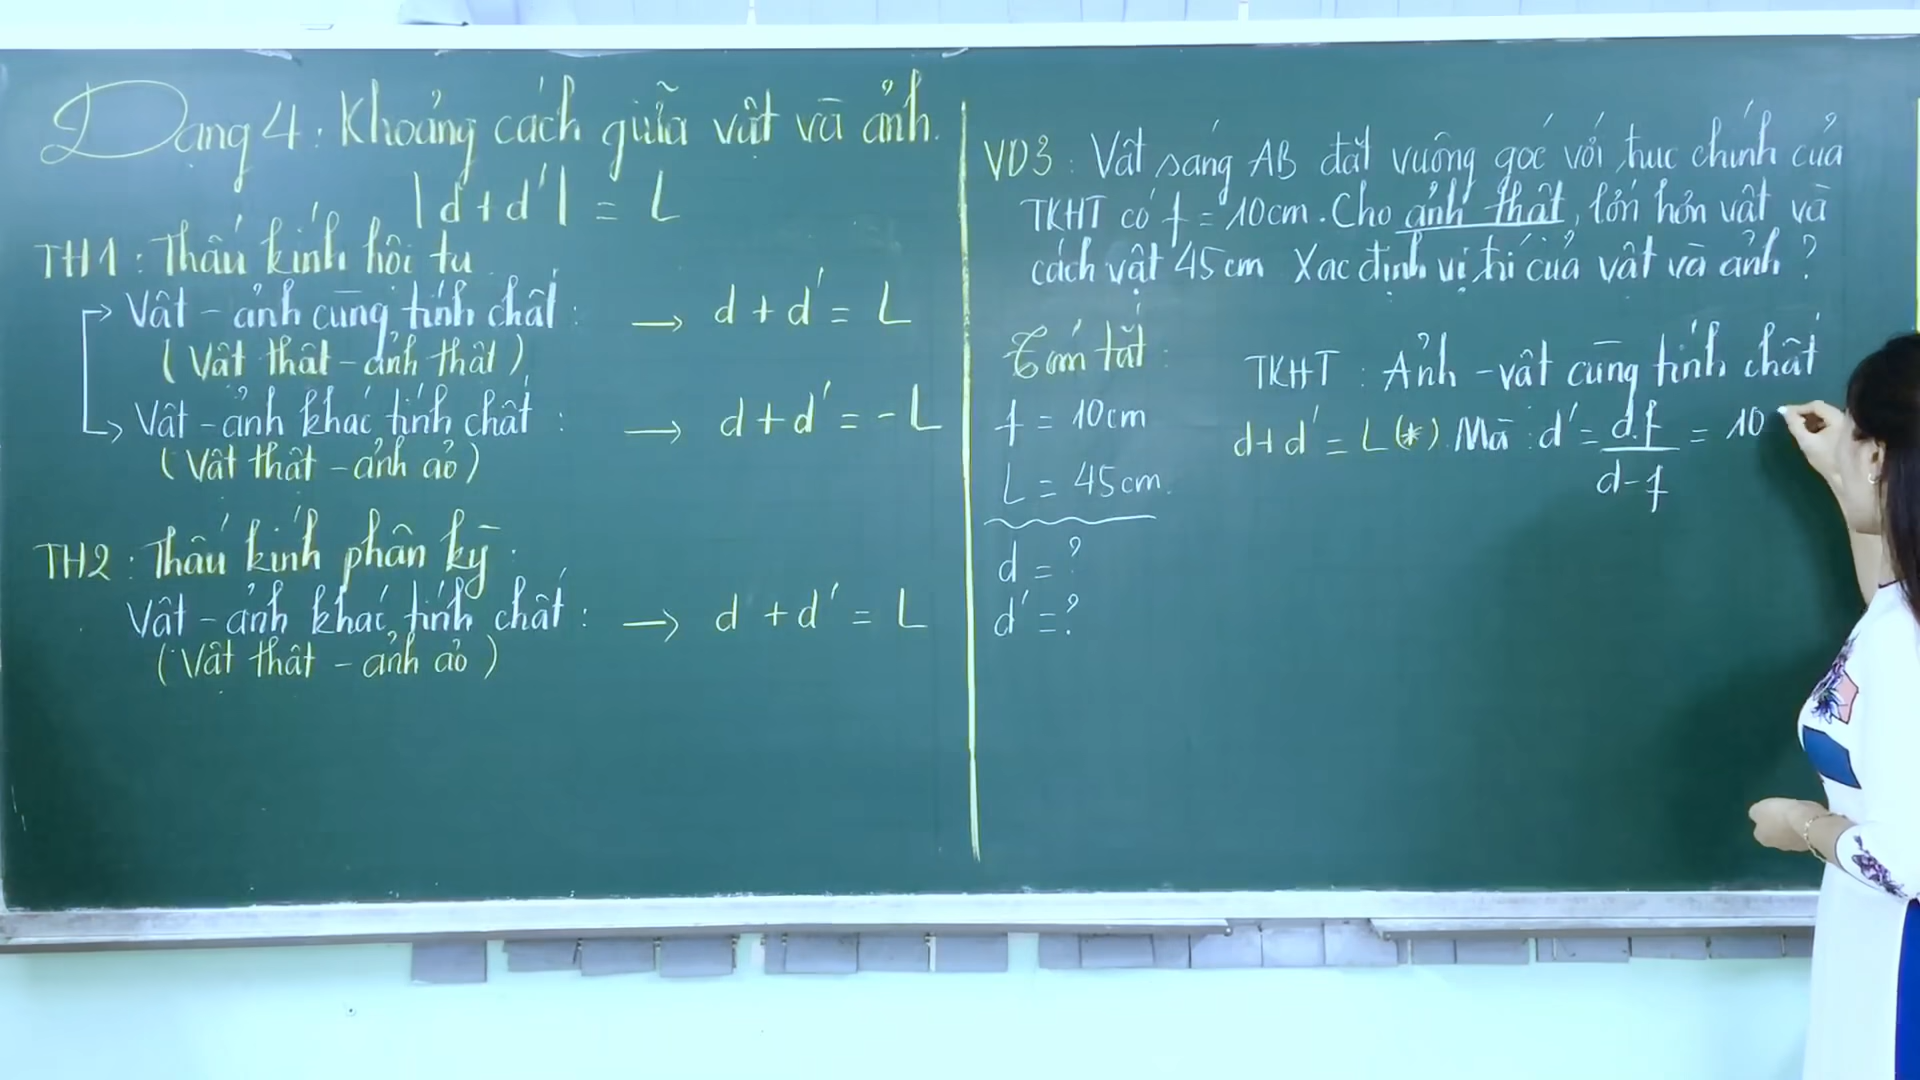 Dạng 4: Khoảng cách giữa vật và ảnh.
|d+d'| = L
TH1: Thấu kính hội tụ
Vật - ảnh cùng tính chất: → d + d' = L
(Vật thật - ảnh thật)
Vật - ảnh khác tính chất: → d + d' = -L
(Vật thật - ảnh ảo)
TH2: Thấu kính phân kỳ:
Vật - ảnh khác tính chất: → d + d' = L
(Vật thật - ảnh ảo)
VD3: Vật sáng AB đặt vuông góc với trục chính của
TKHT có f = 10cm. Cho ảnh thật, lớn hơn vật và
cách vật 45cm Xác định vị trí của vật và ảnh?
Tóm tắt:
f = 10cm
L = 45cm.
d = ?
d' = ?
TKHT: Ảnh - vật cùng tính chất
d+d' = L (*). Mà: d' = d.f / d-f = 10